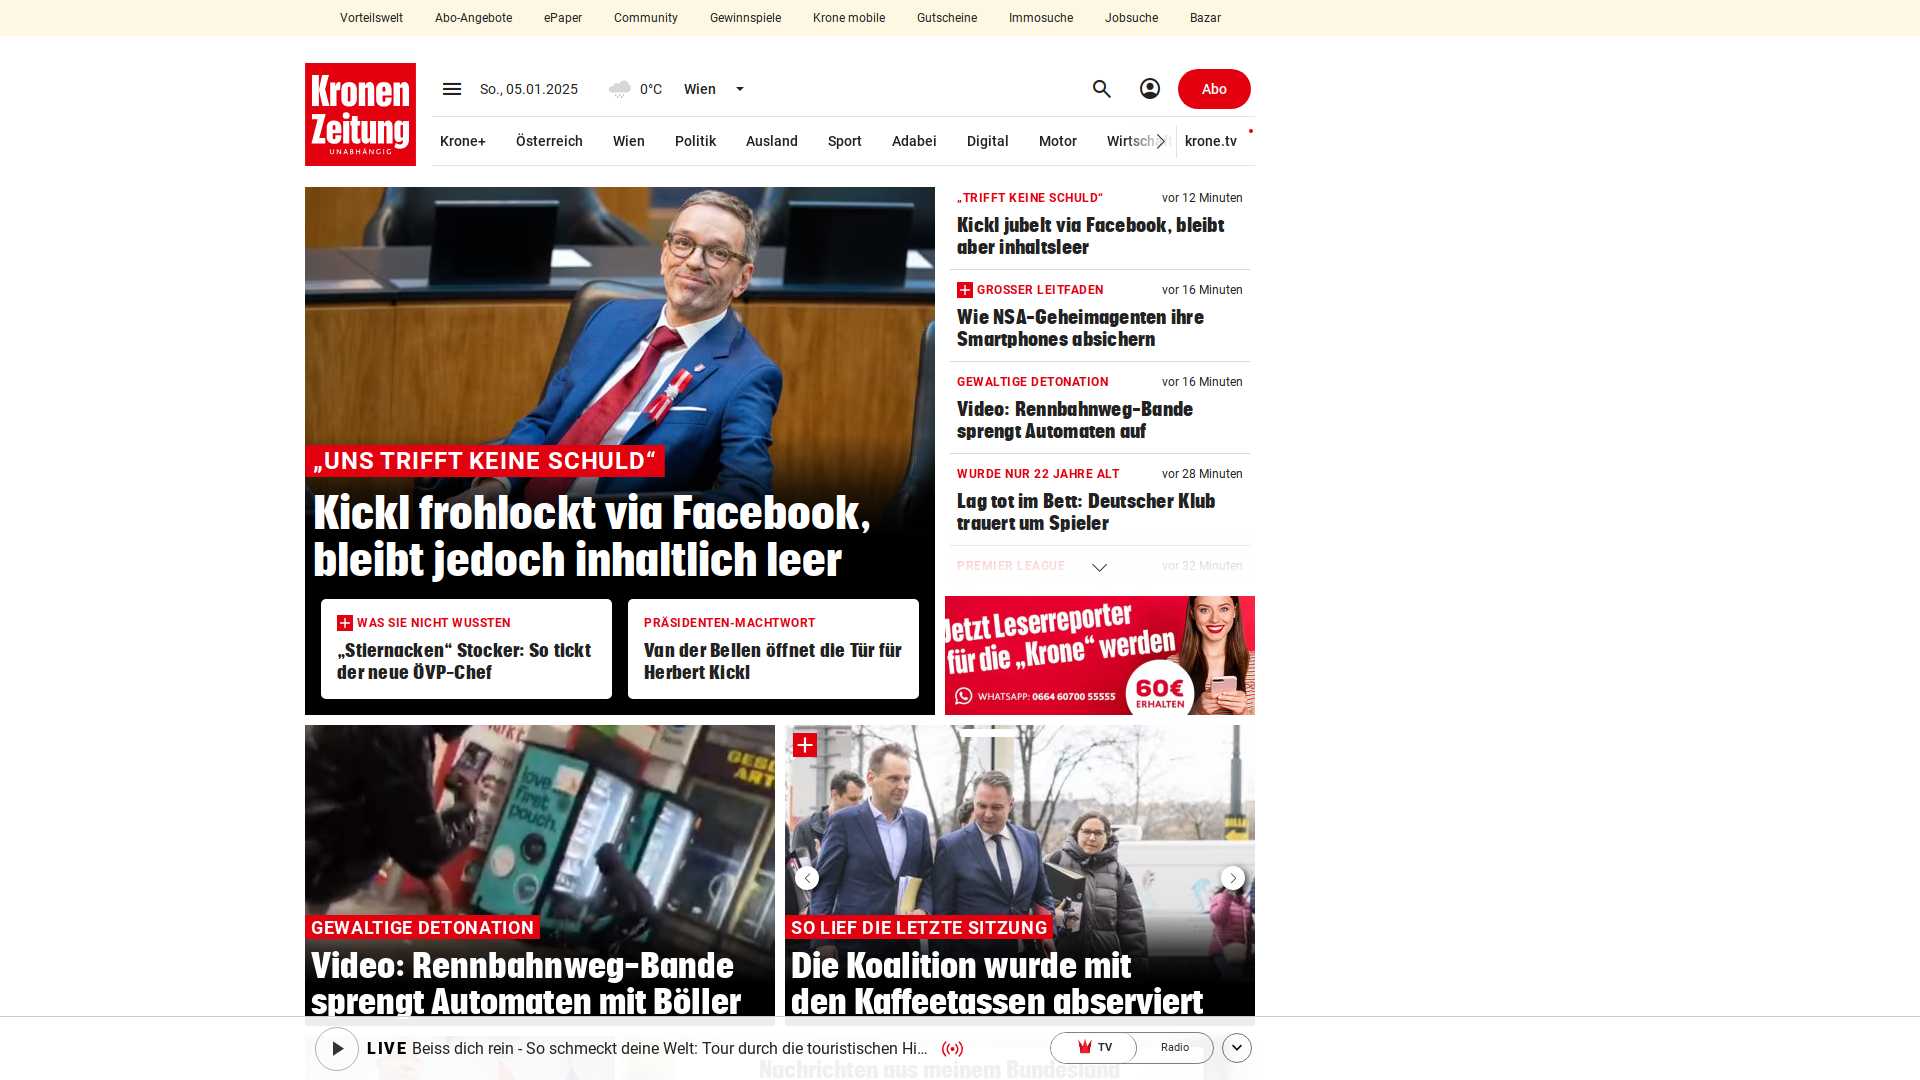 Vorteilswelt Abo-Angebote ePaper Community Gewinnspiele Krone mobile Gutscheine Immosuche Jobsuche Bazar
Kronen
Zeitung
UNABHÄNGIG
So., 05.01.2025 0°C Wien Abo
Krone+ Österreich Wien Politik Ausland Sport Adabei Digital Motor Wirtschaft krone.tv
„UNS TRIFFT KEINE SCHULD“
Kickl frohlockt via Facebook,
bleibt jedoch inhaltlich leer
WAS SIE NICHT WUSSTEN
„Stiernacken“ Stocker: So tickt
der neue ÖVP-Chef
PRÄSIDENTEN-MACHTWORT
Van der Bellen öffnet die Tür für
Herbert Kickl
„TRIFFT KEINE SCHULD“ vor 12 Minuten
Kickl jubelt via Facebook, bleibt
aber inhaltsleer
GROSSER LEITFADEN vor 16 Minuten
Wie NSA-Geheimagenten ihre
Smartphones absichern
GEWALTIGE DETONATION vor 16 Minuten
Video: Rennbahnweg-Bande
sprengt Automaten auf
WURDE NUR 22 JAHRE ALT vor 28 Minuten
Lag tot im Bett: Deutscher Klub
trauert um Spieler
PREMIER LEAGUE vor 32 Minuten
Jetzt Leserreporter
für die „Krone“ werden
WHATSAPP: 0664 60700 55555
60€
ERHALTEN
love
first
pouch.
GEWALTIGE DETONATION
Video: Rennbahnweg-Bande
sprengt Automaten mit Böller
SO LIEF DIE LETZTE SITZUNG
Die Koalition wurde mit
den Kaffeetassen abserviert
LIVE Beiss dich rein - So schmeckt deine Welt: Tour durch die touristischen Hi... TV Radio
Nachrichten aus meinem Bundesland